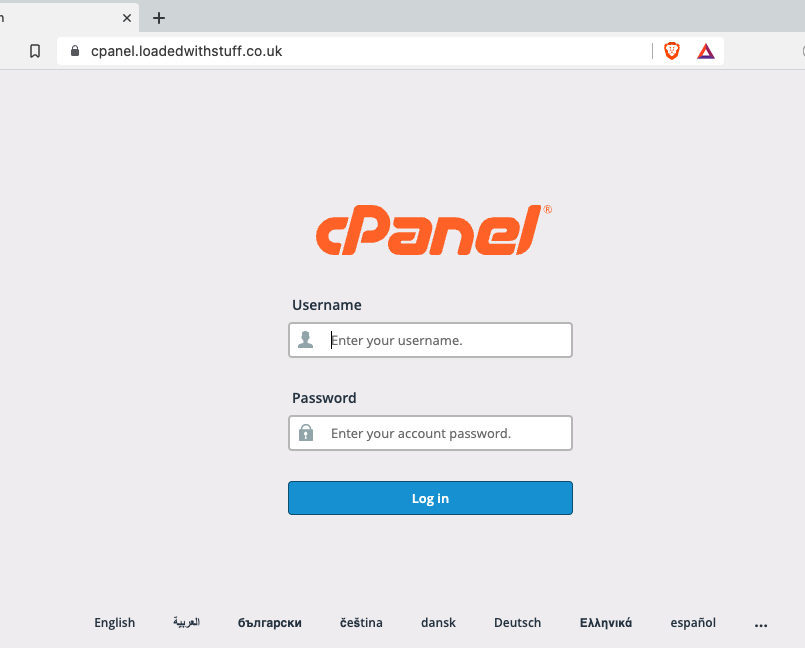 cpanel.loadedwithstuff.co.uk
cPanel®
Username
Enter your username.
Password
Enter your account password.
Log in
English العربية български čeština dansk Deutsch Ελληνικά español ...